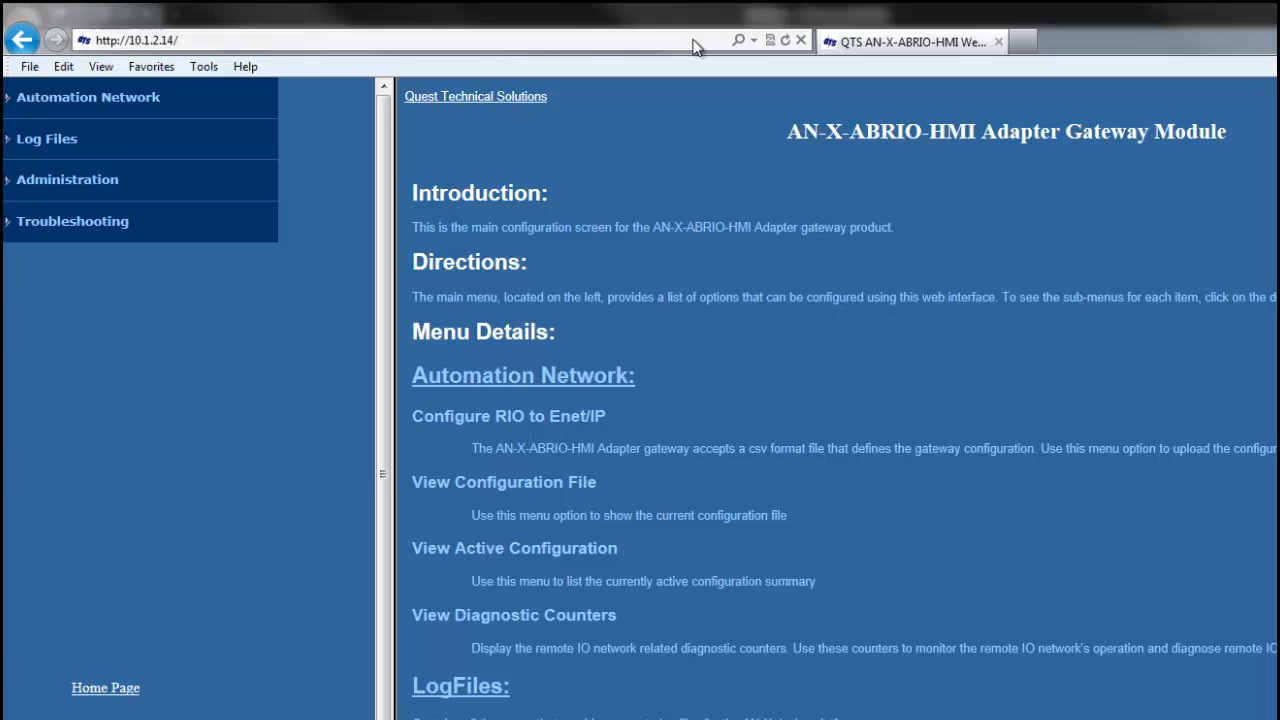 http://10.1.2.14/
QTS AN-X-ABRIO-HMI We...
File Edit View Favorites Tools Help
Automation Network
Log Files
Administration
Troubleshooting
Home Page
Quest Technical Solutions
AN-X-ABRIO-HMI Adapter Gateway Module
Introduction:
This is the main configuration screen for the AN-X-ABRIO-HMI Adapter gateway product.
Directions:
The main menu, located on the left, provides a list of options that can be configured using this web interface. To see the sub-menus for each item, click on the d
Menu Details:
Automation Network:
Configure RIO to Enet/IP
The AN-X-ABRIO-HMI Adapter gateway accepts a csv format file that defines the gateway configuration. Use this menu option to upload the configur
View Configuration File
Use this menu option to show the current configuration file
View Active Configuration
Use this menu to list the currently active configuration summary
View Diagnostic Counters
Display the remote IO network related diagnostic counters. Use these counters to monitor the remote IO network's operation and diagnose remote IO
LogFiles: